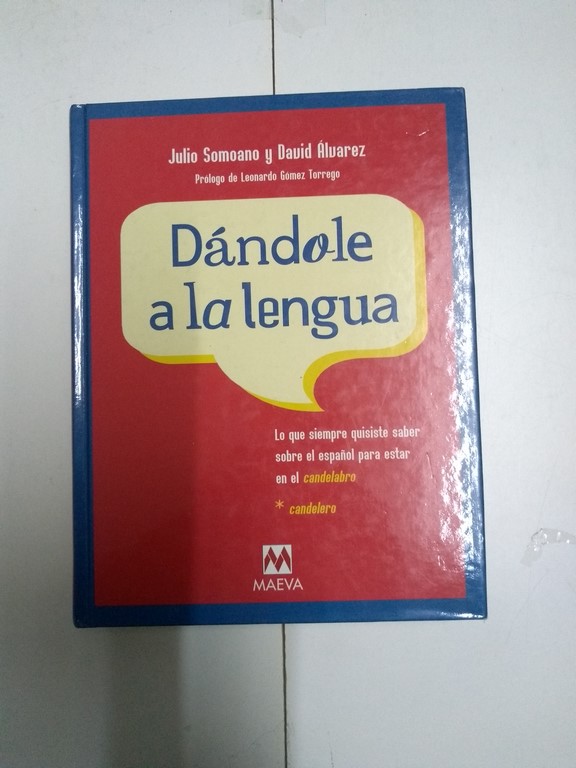 Julio Somoano y David Álvarez
Prólogo de Leonardo Gómez Torrego
Dándole
a la lengua
Lo que siempre quisiste saber
sobre el español para estar
en el candelabro
* candelero
MAEVA